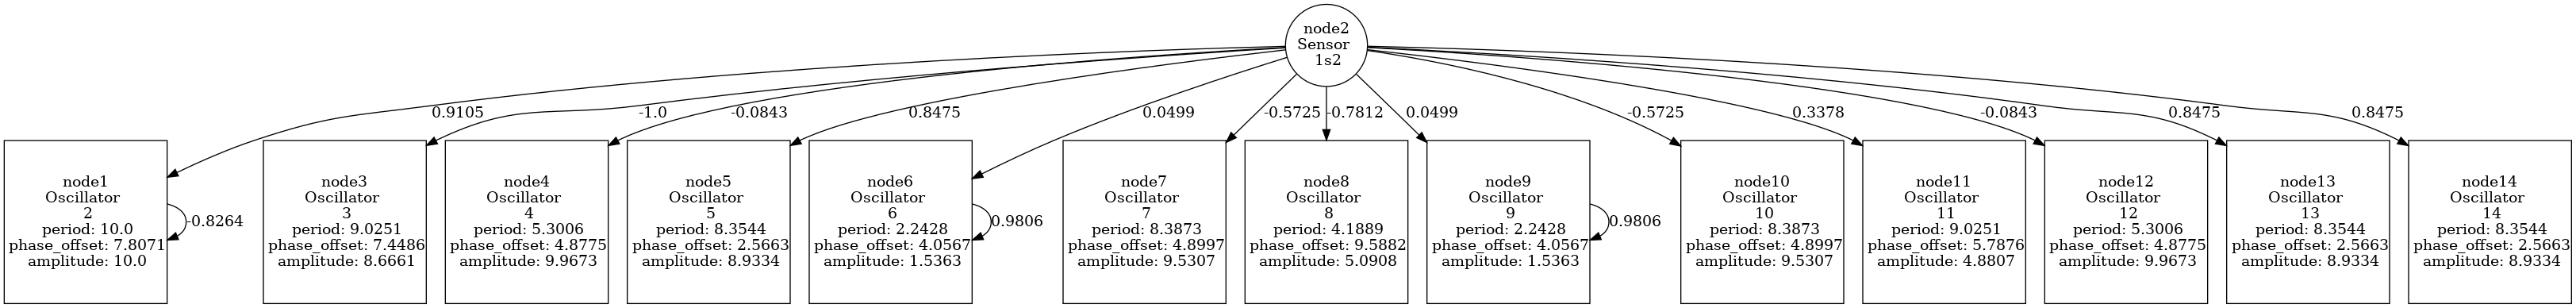 node2
Sensor
1s2
0.9105
-1.0
-0.0843
0.8475
0.0499
-0.5725
-0.7812
0.0499
-0.5725
0.3378
-0.0843
0.8475
0.8475
node1
Oscillator
2
period: 10.0
phase_offset: 7.8071
amplitude: 10.0
-0.8264
node3
Oscillator
3
period: 9.0251
phase_offset: 7.4486
amplitude: 8.6661
node4
Oscillator
4
period: 5.3006
phase_offset: 4.8775
amplitude: 9.9673
node5
Oscillator
5
period: 8.3544
phase_offset: 2.5663
amplitude: 8.9334
node6
Oscillator
6
period: 2.2428
phase_offset: 4.0567
amplitude: 1.5363
0.9806
node7
Oscillator
7
period: 8.3873
phase_offset: 4.8997
amplitude: 9.5307
node8
Oscillator
8
period: 4.1889
phase_offset: 9.5882
amplitude: 5.0908
node9
Oscillator
9
period: 2.2428
phase_offset: 4.0567
amplitude: 1.5363
0.9806
node10
Oscillator
10
period: 8.3873
phase_offset: 4.8997
amplitude: 9.5307
node11
Oscillator
11
period: 9.0251
phase_offset: 5.7876
amplitude: 4.8807
node12
Oscillator
12
period: 5.3006
phase_offset: 4.8775
amplitude: 9.9673
node13
Oscillator
13
period: 8.3544
phase_offset: 2.5663
amplitude: 8.9334
node14
Oscillator
14
period: 8.3544
phase_offset: 2.5663
amplitude: 8.9334